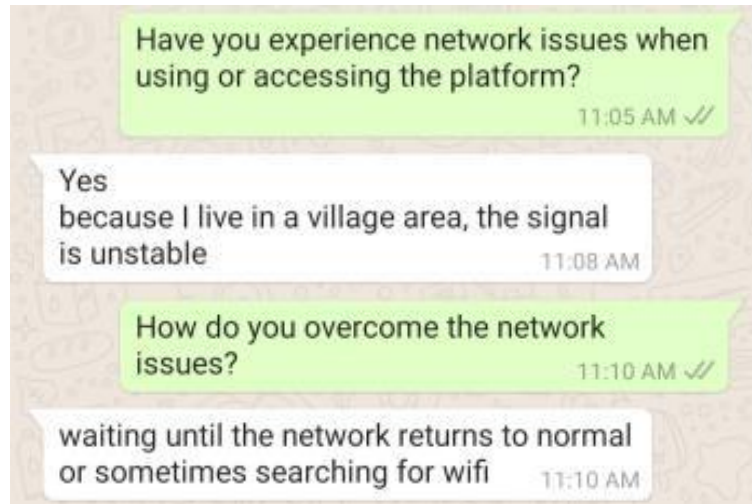 Have you experience network issues when
using or accessing the platform?
11:05 AM
Yes
because I live in a village area, the signal
is unstable
11:08 AM
How do you overcome the network
issues?
11:10 AM
waiting until the network returns to normal
or sometimes searching for wifi
11:10 AM